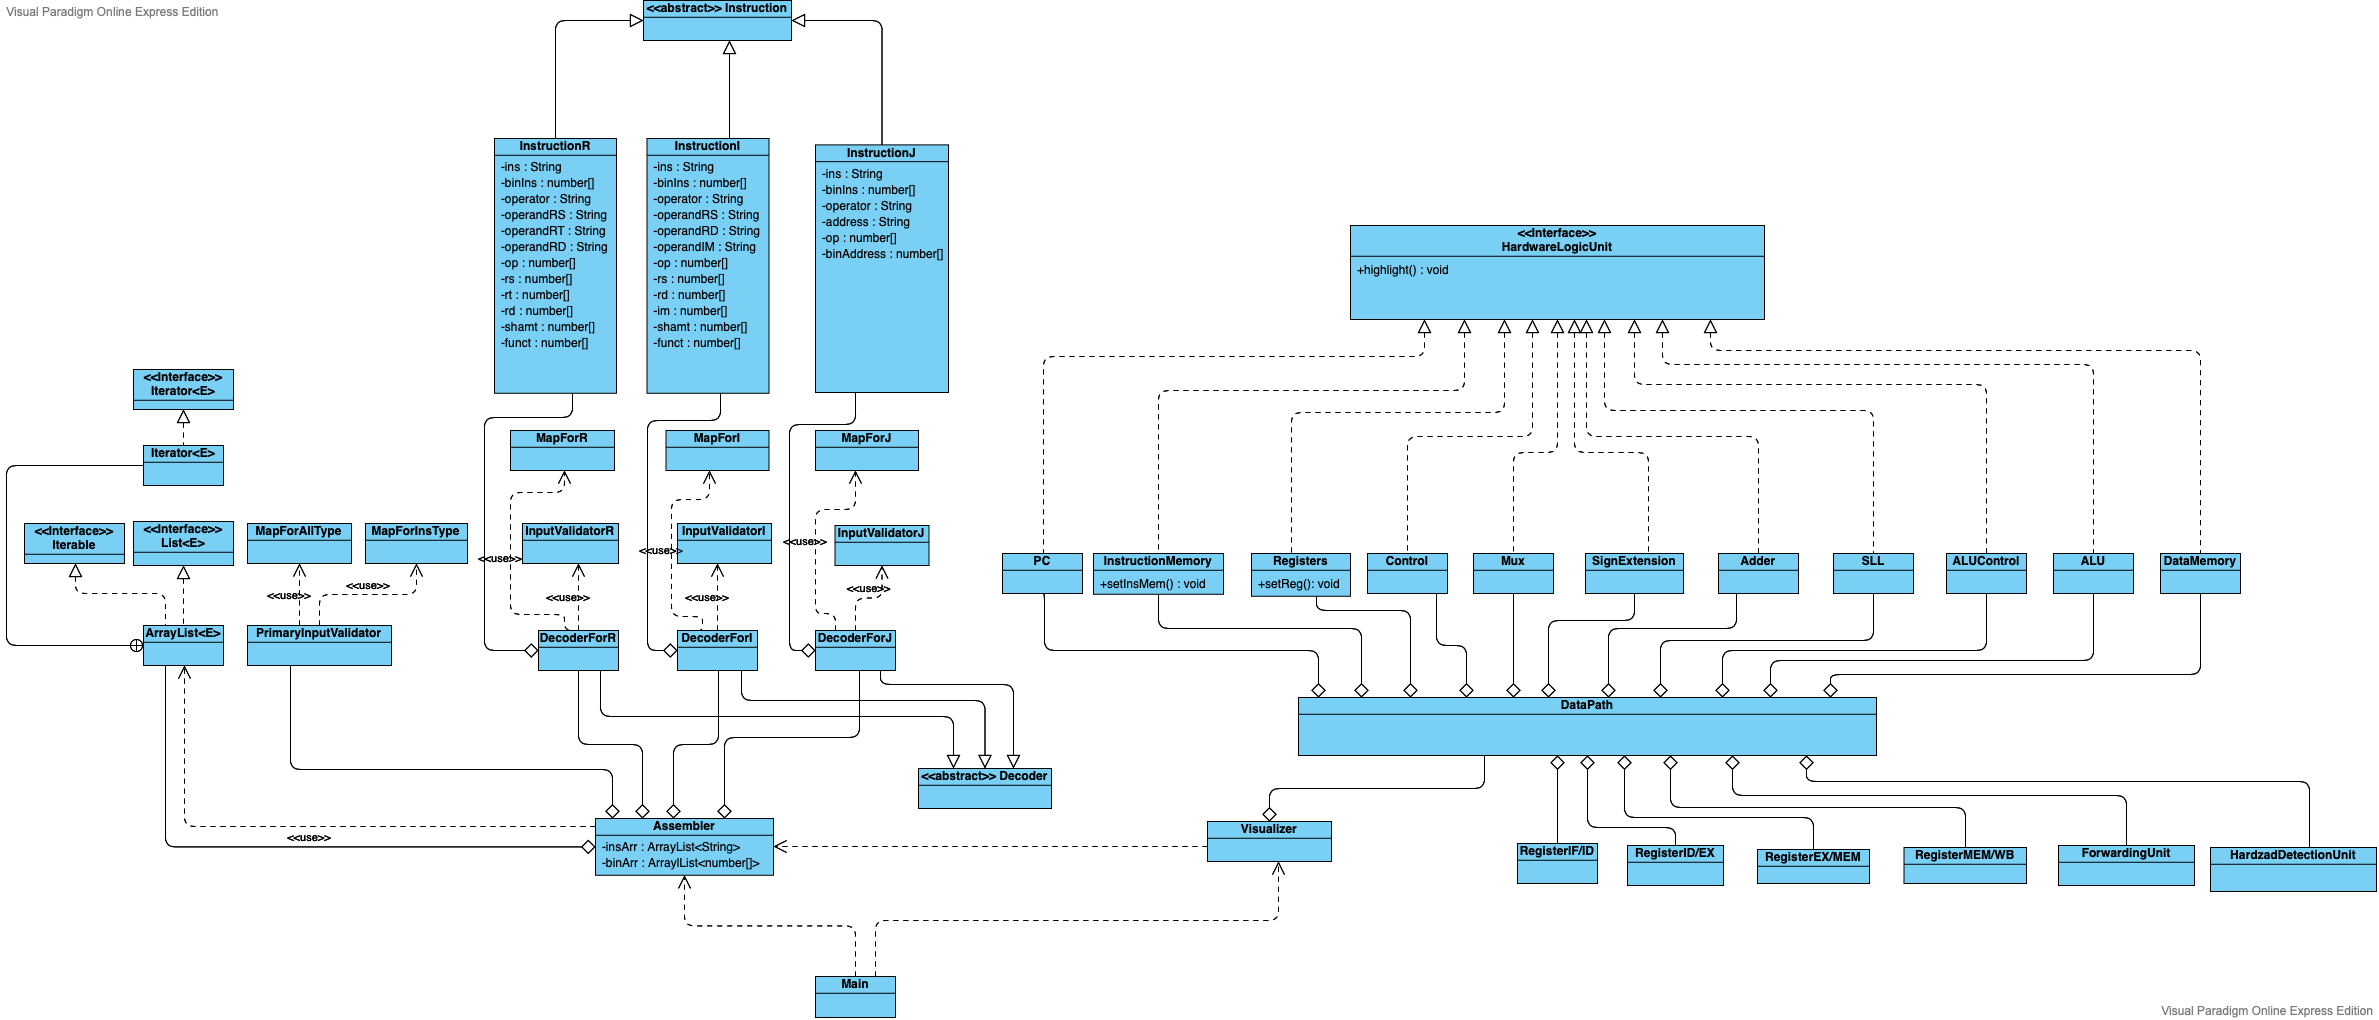 Visual Paradigm Online Express Edition
<<abstract>> Instruction
InstructionR
-ins : String
-binIns : number[]
-operator : String
-operandRS : String
-operandRT : String
-operandRD : String
-op : number[]
-rs : number[]
-rt : number[]
-rd : number[]
-shamt : number[]
-funct : number[]
InstructionI
-ins : String
-binIns : number[]
-operator : String
-operandRS : String
-operandRD : String
-operandIM : String
-op : number[]
-rs : number[]
-rd : number[]
-im : number[]
-shamt : number[]
-funct : number[]
InstructionJ
-ins : String
-binIns : number[]
-operator : String
-address : String
-op : number[]
-binAddress : number[]
<<Interface>>
HardwareLogicUnit
+highlight() : void
<<Interface>>
Iterator<E>
Iterator<E>
MapForR
MapForI
MapForJ
<<Interface>>
Iterable
<<Interface>>
List<E>
MapForAllType
MapForInsType
InputValidatorR
InputValidatorI
InputValidatorJ
<<use>>
<<use>>
<<use>>
<<use>>
<<use>>
<<use>>
<<use>>
<<use>>
PC
InstructionMemory
+setInsMem() : void
Registers
+setReg(): void
Control
Mux
SignExtension
Adder
SLL
ALUControl
ALU
DataMemory
ArrayList<E>
PrimaryInputValidator
DecoderForR
DecoderForI
DecoderForJ
DataPath
<<abstract>> Decoder
<<use>>
Assembler
-insArr : ArrayList<String>
-binArr : ArraylList<number[]>
Visualizer
RegisterIF/ID
RegisterID/EX
RegisterEX/MEM
RegisterMEM/WB
ForwardingUnit
HardzadDetectionUnit
Main
Visual Paradigm Online Express Edition